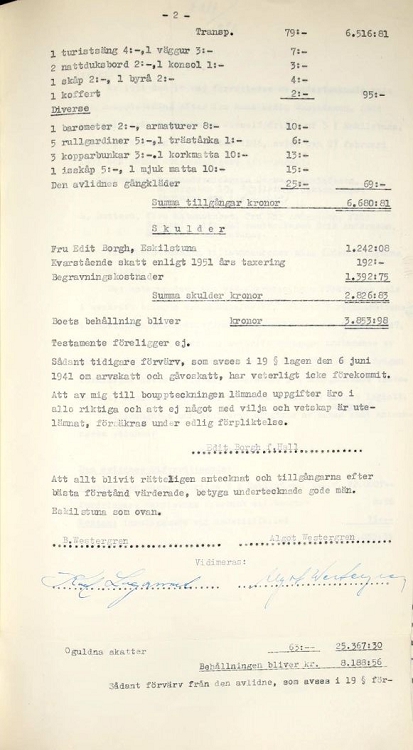 - 2 -
Transp. 79:- 6.516:81
1 turistsäng 4:-,1 väggur 3:- 7:-
2 nattduksbord 2:-,1 konsol 1:- 3:-
1 skåp 2:-, 1 byrå 2:- 4:-
1 koffert 2:- 95:-
Diverse
1 barometer 2:-, armaturer 8:- 10:-
5 rullgardiner 5:-,1 trästånka 1:- 6:-
3 kopparbunkar 3:-.1 korkmatta 10:- 13:-
1 isskåp 5:-, 1 mjuk matta 10:- 15:-
Den avlidnes gångkläder 25:- 69:-
Summa tillgångar kronor 6.680:81
Skulder
Fru Edit Borgh, Eskilstuna 1.242:08
Kvarstående skatt enligt 1951 års taxering 192:-
Begravningskostnader 1.392:75
Summa skulder kronor 2.826:83
Boets behållning bliver kronor 3.853:98
Testamente föreligger ej.
Sådant tidigare förvärv, som avses i 19 § lagen den 6 juni
1941 om arvskatt och gåvoskatt, har veterligt icke förekommit.
Att av mig till bouppteckningen lämnade uppgifter äro i
allo riktiga och att ej något med vilja och vetskap är ute-
lämnat, försäkras under edlig förpliktelse.
Edit Borgh f.Hall
Att allt blivit rätteligen antecknat och tillgångarna efter
bästa förstånd värderade, betyga undertecknade gode män.
Eskilstuna som ovan.
B.Westergren Algot Westergren
Vidimeras:
Oguldna skatter 63:-- 25.367:30
Behållningen bliver kr. 8.188:56
Sådant förvärv från den avlidne, som avses i 19 § för-